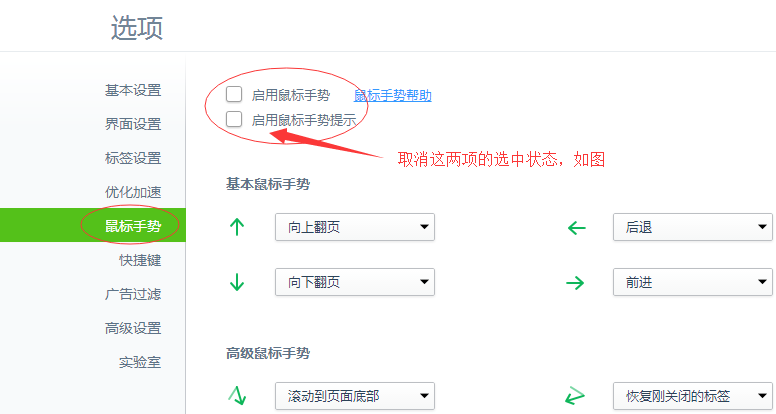 选项
基本设置
界面设置
标签设置
优化加速
鼠标手势
快捷键
广告过滤
高级设置
实验室
启用鼠标手势 鼠标手势帮助
启用鼠标手势提示
取消这两项的选中状态，如图
基本鼠标手势
向上翻页 后退
向下翻页 前进
高级鼠标手势
滚动到页面底部 恢复刚关闭的标签